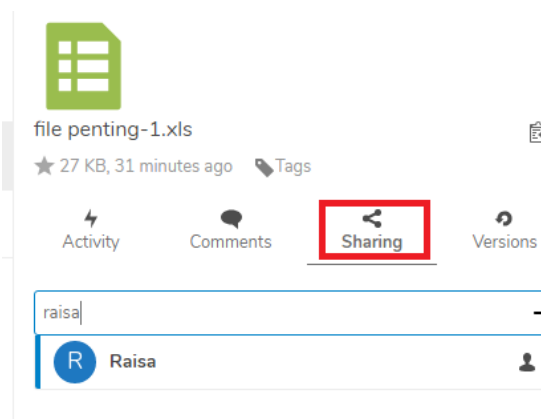 file penting-1.xls
27 KB, 31 minutes ago Tags
Activity Comments Sharing Versions
raisa
R Raisa